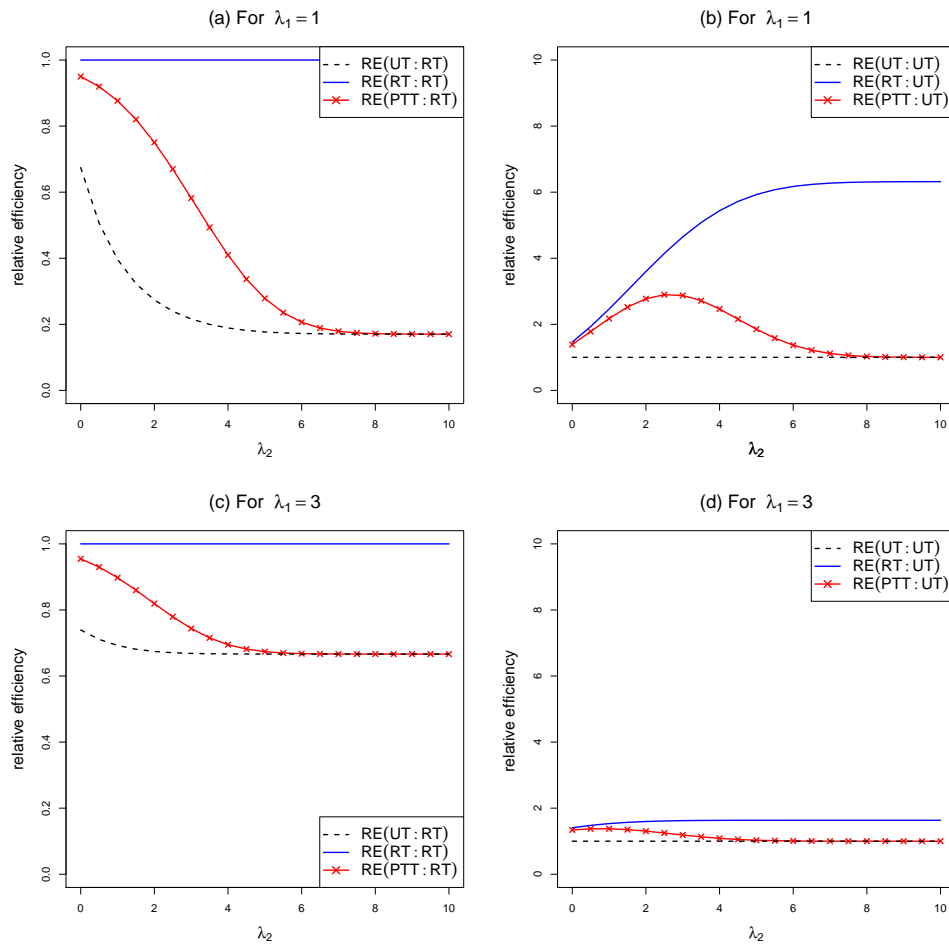 (a) For λ1 = 1
relative efficiency
0.0 0.2 0.4 0.6 0.8 1.0
RE(UT : RT)
RE(RT : RT)
RE(PTT : RT)
0 2 4 6 8 10
λ2
(b) For λ1 = 1
relative efficiency
0 2 4 6 8 10
RE(UT : UT)
RE(RT : UT)
RE(PTT : UT)
0 2 4 6 8 10
λ2
(c) For λ1 = 3
relative efficiency
0.0 0.2 0.4 0.6 0.8 1.0
RE(UT : RT)
RE(RT : RT)
RE(PTT : RT)
0 2 4 6 8 10
λ2
(d) For λ1 = 3
relative efficiency
0 2 4 6 8 10
RE(UT : UT)
RE(RT : UT)
RE(PTT : UT)
0 2 4 6 8 10
λ2